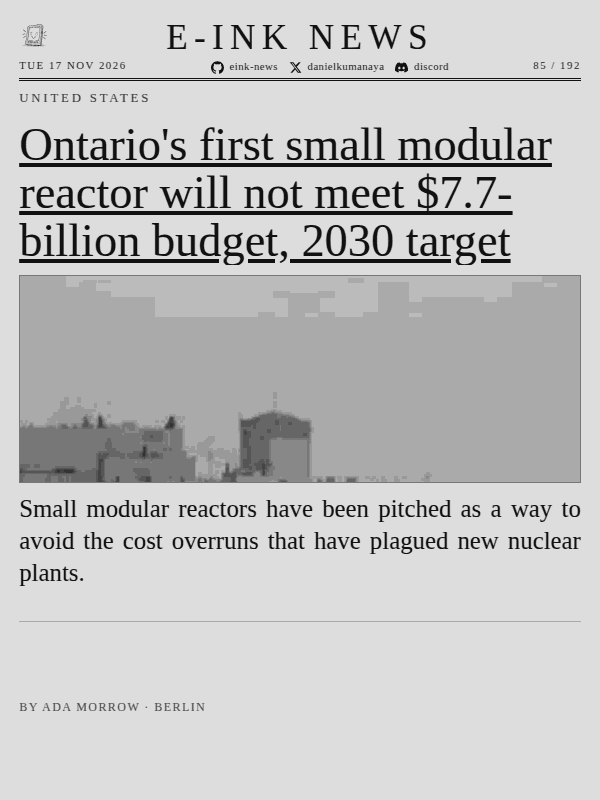 E-INK NEWS
TUE 17 NOV 2026
eink-news
danielkumanaya
discord
85 / 192
UNITED STATES
Ontario's first small modular
reactor will not meet $7.7-
billion budget, 2030 target
Small modular reactors have been pitched as a way to
avoid the cost overruns that have plagued new nuclear
plants.
BY ADA MORROW · BERLIN